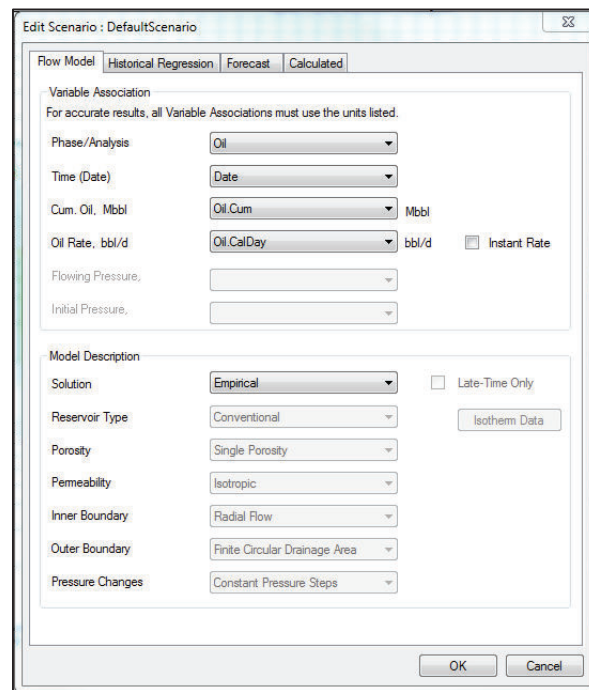 Edit Scenario : DefaultScenario
Flow Model Historical Regression Forecast Calculated
Variable Association
For accurate results, all Variable Associations must use the units listed.
Phase/Analysis Oil
Time (Date) Date
Cum. Oil, Mbbl Oil.Cum Mbbl
Oil Rate, bbl/d Oil.CalDay bbl/d Instant Rate
Flowing Pressure,
Initial Pressure,
Model Description
Solution Empirical Late-Time Only
Reservoir Type Conventional Isotherm Data
Porosity Single Porosity
Permeability Isotropic
Inner Boundary Radial Flow
Outer Boundary Finite Circular Drainage Area
Pressure Changes Constant Pressure Steps
OK Cancel